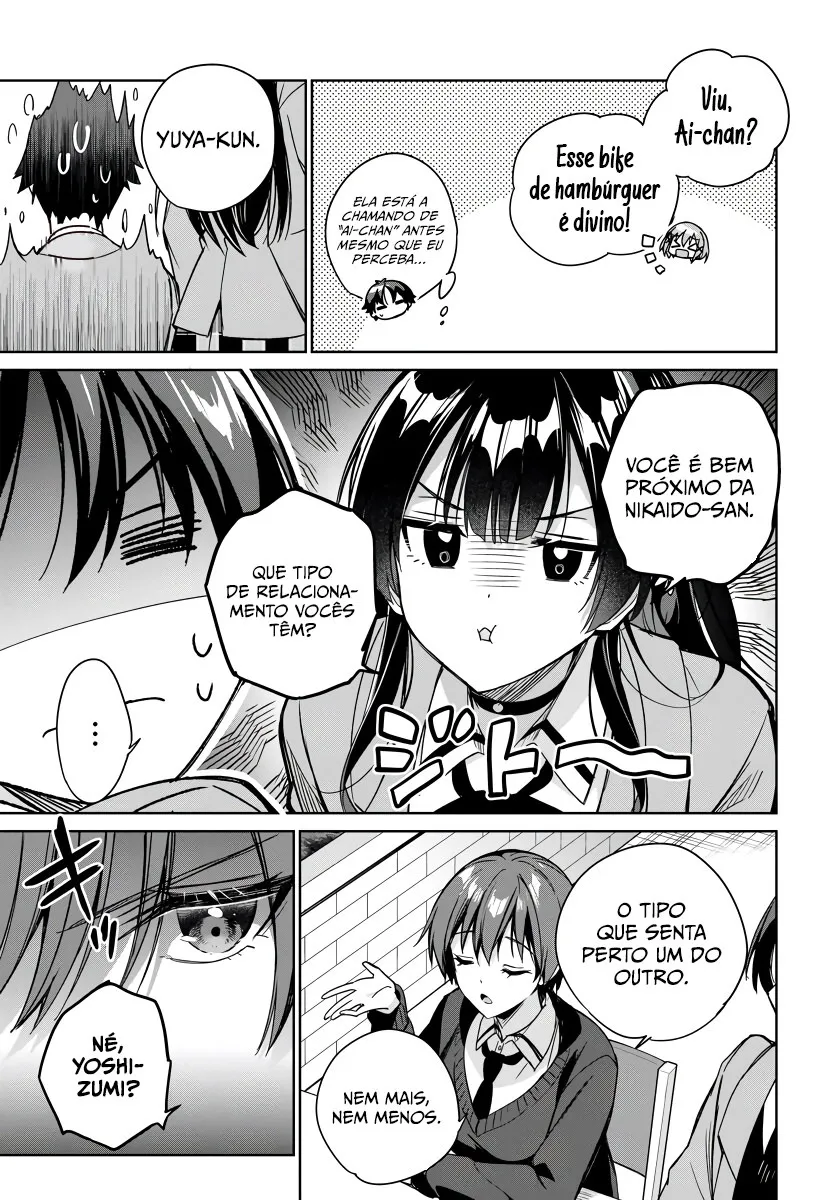 Viu,
Ai-chan?
Esse bife
de hambúrguer
é divino!
ELA ESTÁ A
CHAMANDO DE
"AI-CHAN" ANTES
MESMO QUE EU
PERCEBA...
YUYA-KUN.
VOCÊ É BEM
PRÓXIMO DA
NIKAIDO-SAN.
QUE TIPO
DE RELACIONA-
MENTO VOCÊS
TÊM?
...
ジトー
O TIPO
QUE SENTA
PERTO UM DO
OUTRO.
NEM MAIS,
NEM MENOS.
NÉ,
YOSHI-
ZUMI?